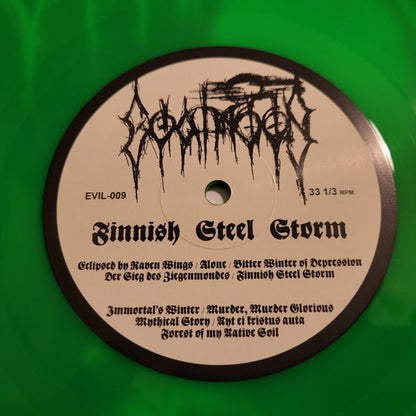 GOATMOON
EVIL-009
33 1/3 RPM
Finnish Steel Storm
Eclipsed by Raven Wings / Alone / Bitter Winter of Depression
Der Sieg des Ziegenmondes / Finnish Steel Storm
Immortal's Winter / Murder, Murder Glorious
Mythical Story / Nyt ei kristus auta
Forest of my Native Soil